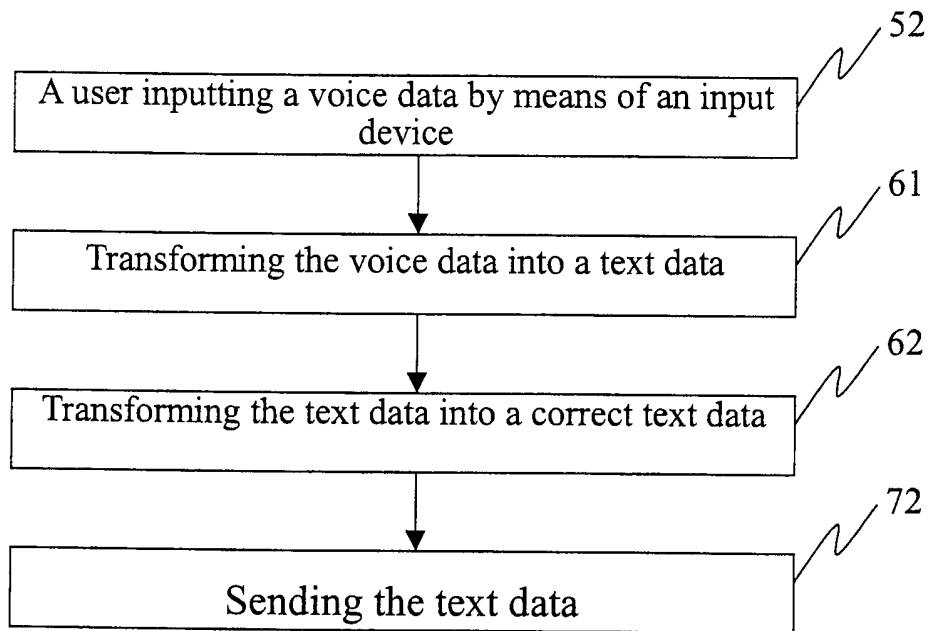 52
A user inputting a voice data by means of an input
device
61
Transforming the voice data into a text data
62
Transforming the text data into a correct text data
72
Sending the text data